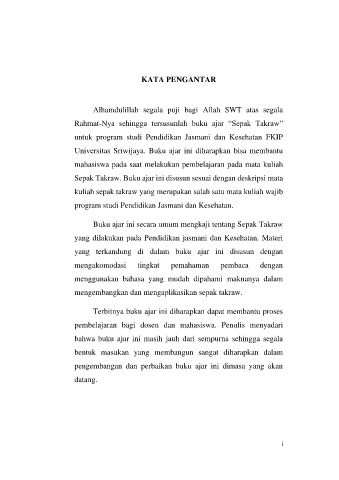 KATA PENGANTAR
Alhamdulillah segala puji bagi Allah SWT atas segala
Rahmat-Nya sehingga tersusunlah buku ajar “Sepak Takraw”
untuk program studi Pendidikan Jasmani dan Kesehatan FKIP
Universitas Sriwijaya. Buku ajar ini diharapkan bisa membantu
mahasiswa pada saat melakukan pembelajaran pada mata kuliah
Sepak Takraw. Buku ajar ini disusun sesuai dengan deskripsi mata
kuliah sepak takraw yang merupakan salah satu mata kuliah wajib
program studi Pendidikan Jasmani dan Kesehatan.
Buku ajar ini secara umum mengkaji tentang Sepak Takraw
yang dilakukan pada Pendidikan jasmani dan Kesehatan. Materi
yang terkandung di dalam buku ajar ini disusun dengan
mengakomodasi tingkat pemahaman pembaca dengan
menggunakan bahasa yang mudah dipahami maknanya dalam
mengembangkan dan mengaplikasikan sepak takraw.
Terbitnya buku ajar ini diharapkan dapat membantu proses
pembelajaran bagi dosen dan mahasiswa. Penulis menyadari
bahwa buku ajar ini masih jauh dari sempurna sehingga segala
bentuk masukan yang membangun sangat diharapkan dalam
pengembangan dan perbaikan buku ajar ini dimasa yang akan
datang.
i